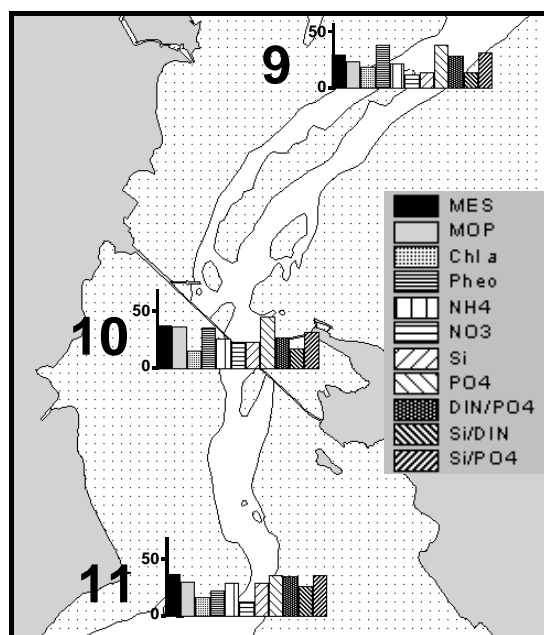 50
9
0
MES
MOP
Chl a
Pheo
NH4
NO3
Si
PO4
DIN/PO4
Si/DIN
Si/PO4
50
10
0
50
11
0